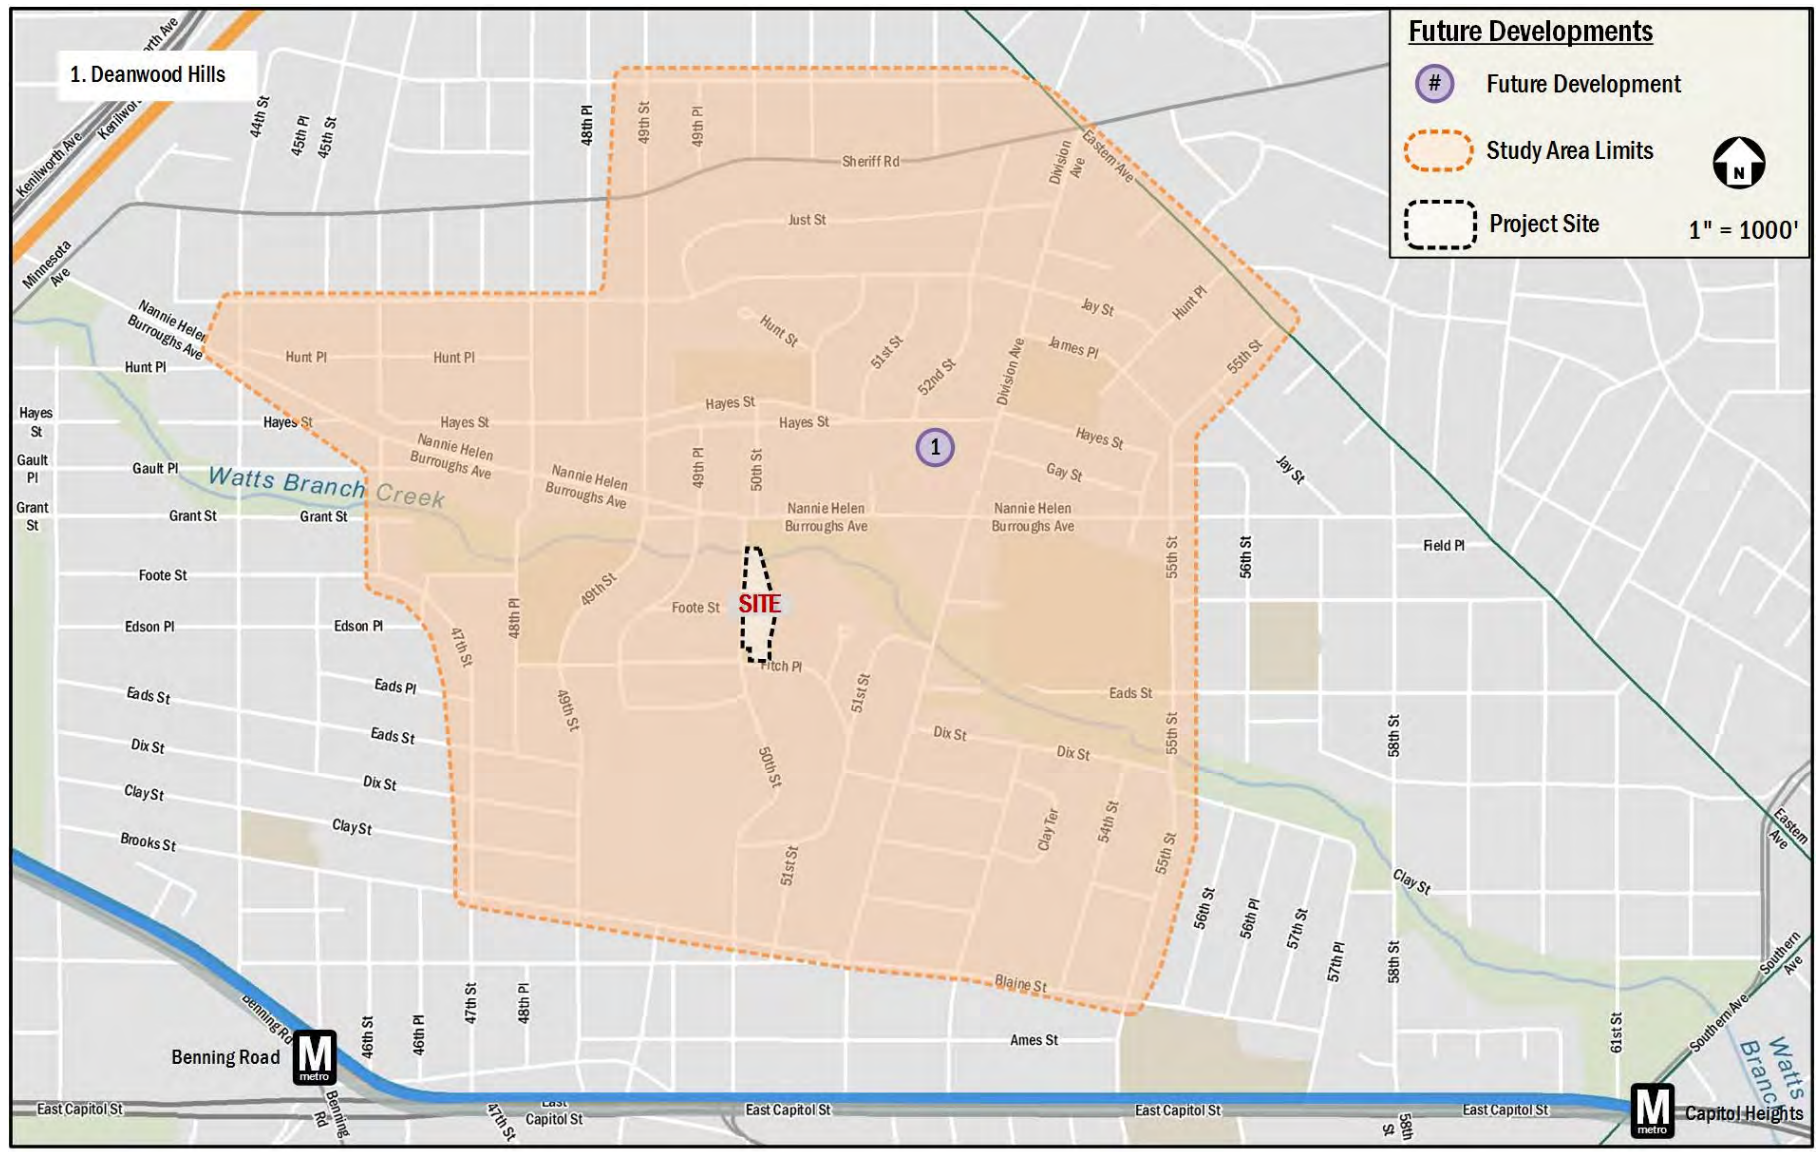 1. Deanwood Hills
Future Developments
# Future Development
Study Area Limits
N
Project Site
1" = 1000'
orth Ave
Kenilwor
Kenilworth Ave
44th St
45th Pl
45th St
48th Pl
49th St
49th Pl
Sheriff Rd
Division
Ave
Eastern Ave
Minnesota
Ave
Just St
Nannie Helen
Burroughs Ave
Hunt Pl
Hunt Pl
Hunt Pl
Hunt St
51st St
52nd St
Division Ave
Jay St
James Pl
Hunt Pl
55th St
Hayes
St
Hayes St
Hayes St
Hayes St
Hayes St
Hayes St
Gault
Pl
Gault Pl
Nannie Helen
Burroughs Ave
Nannie Helen
Burroughs Ave
49th Pl
50th St
1
Gay St
Jay St
Watts Branch Creek
Grant
St
Grant St
Grant St
Nannie Helen
Burroughs Ave
Nannie Helen
Burroughs Ave
55th St
56th St
Field Pl
Foote St
49th St
48th Pl
Foote St
SITE
Edson Pl
Edson Pl
47th St
Fitch Pl
Eads St
Eads Pl
49th St
51st St
Eads St
Dix St
Eads St
50th St
Dix St
Dix St
55th St
58th St
Clay St
Dix St
Clay Ter
54th St
55th St
Brooks St
Clay St
51st St
Eastern
Ave
Clay St
56th St
56th Pl
57th St
57th Pl
58th St
Southern
Ave
Blaine St
Benning Rd
46th St
46th Pl
47th St
48th Pl
Ames St
61st St
Southern Ave
Watts
Branch
Benning Road
M
metro
Benning
Rd
East Capitol St
47th St
East
Capitol St
East Capitol St
East Capitol St
58th
St
East Capitol St
M
metro
Capitol Heights